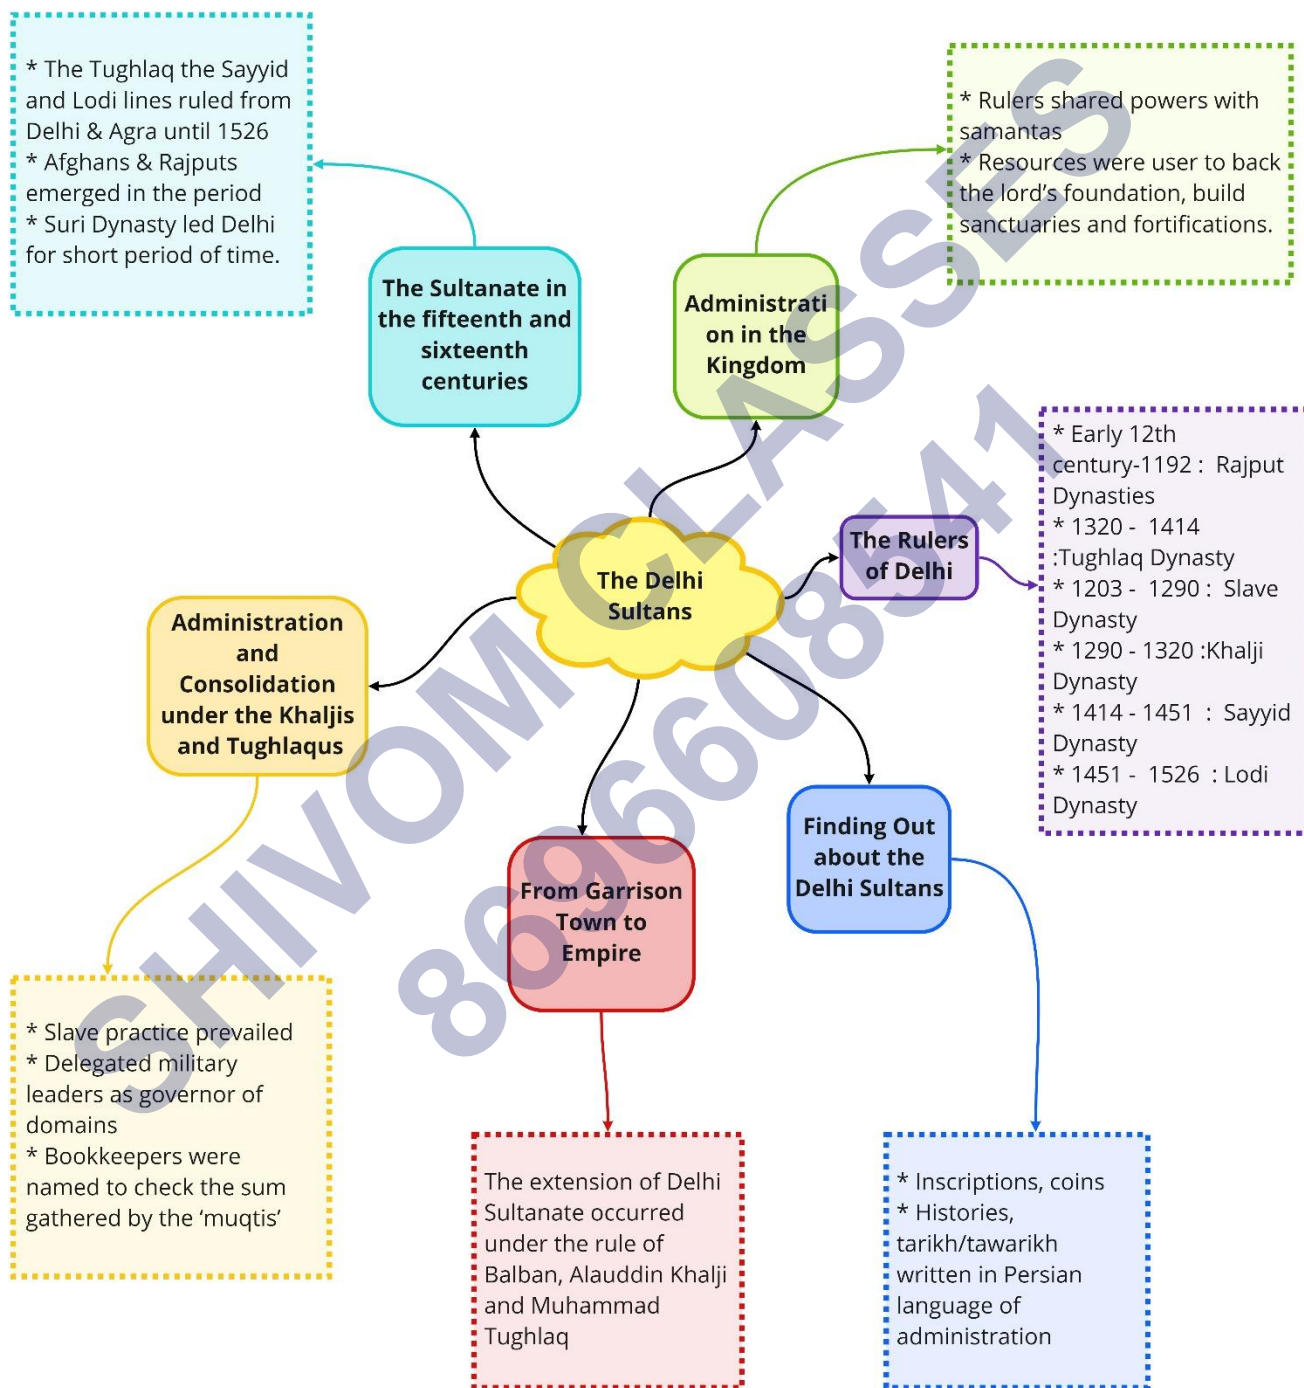 * The Tughlaq the Sayyid
and Lodi lines ruled from
Delhi & Agra until 1526
* Afghans & Rajputs
emerged in the period
* Suri Dynasty led Delhi
for short period of time.
* Rulers shared powers with
samantas
* Resources were user to back
the lord’s foundation, build
sanctuaries and fortifications.
The Sultanate in
the fifteenth and
sixteenth
centuries
Administrati
on in the
Kingdom
* Early 12th
century-1192 : Rajput
Dynasties
* 1320 - 1414
:Tughlaq Dynasty
* 1203 - 1290 : Slave
Dynasty
* 1290 - 1320 :Khalji
Dynasty
* 1414 - 1451 : Sayyid
Dynasty
* 1451 - 1526 : Lodi
Dynasty
The Rulers
of Delhi
The Delhi
Sultans
Administration
and
Consolidation
under the Khaljis
and Tughlaqus
Finding Out
about the
Delhi Sultans
From Garrison
Town to
Empire
* Slave practice prevailed
* Delegated military
leaders as governor of
domains
* Bookkeepers were
named to check the sum
gathered by the ‘muqtis’
The extension of Delhi
Sultanate occurred
under the rule of
Balban, Alauddin Khalji
and Muhammad
Tughlaq
* Inscriptions, coins
* Histories,
tarikh/tawarikh
written in Persian
language of
administration
SHIVOM CLASSES
8696608541